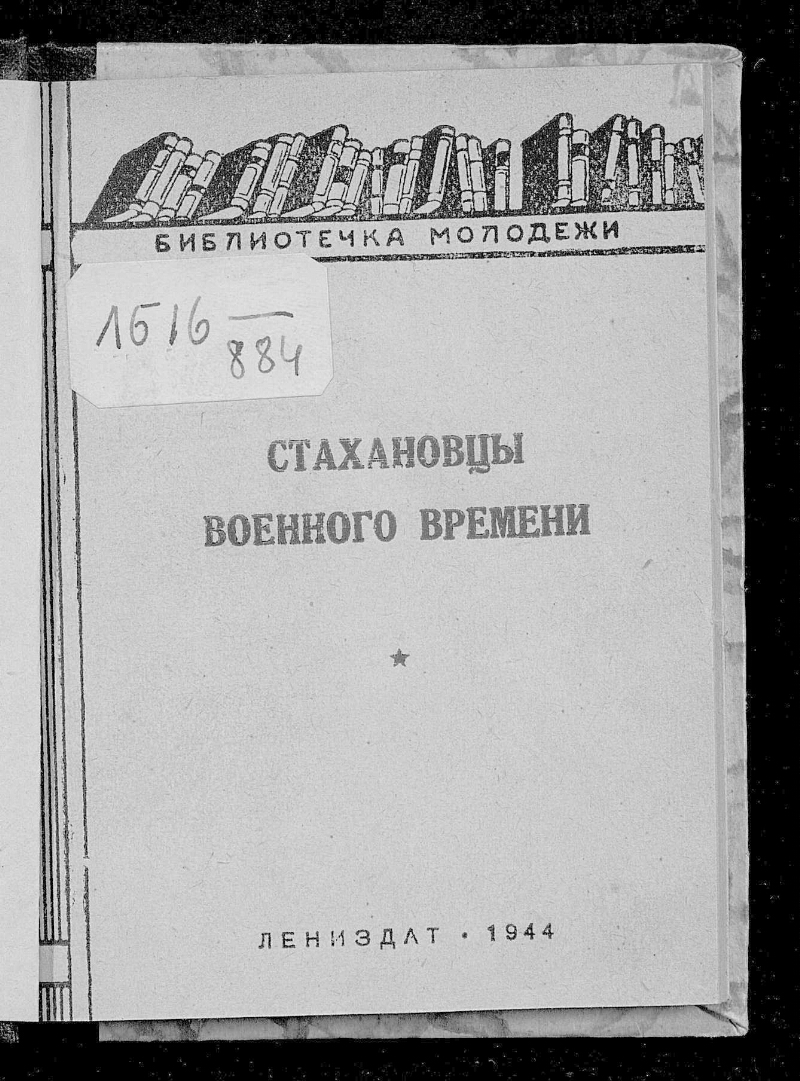 БИБЛИОТЕЧКА МОЛОДЕЖИ
1516 —
884
СТАХАНОВЦЫ
ВОЕННОГО ВРЕМЕНИ
ЛЕНИЗДАТ • 1944